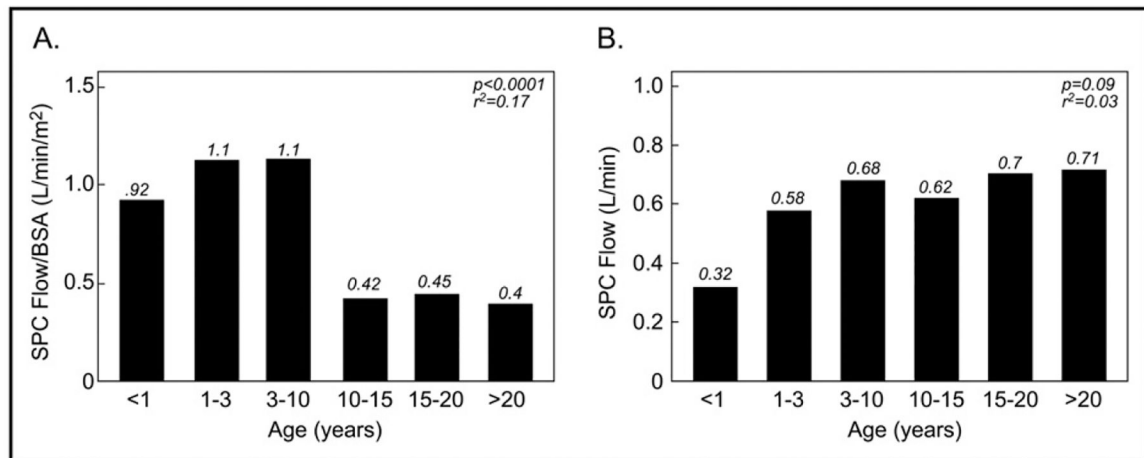 A.
SPC Flow/BSA (L/min/m²)
1.5
1.0
0.5
0
p<0.0001
r²=0.17
.92
1.1
1.1
0.42
0.45
0.4
<1 1-3 3-10 10-15 15-20 >20
Age (years)
B.
SPC Flow (L/min)
1.0
0.8
0.6
0.4
0.2
0
p=0.09
r²=0.03
0.32
0.58
0.68
0.62
0.7
0.71
<1 1-3 3-10 10-15 15-20 >20
Age (years)